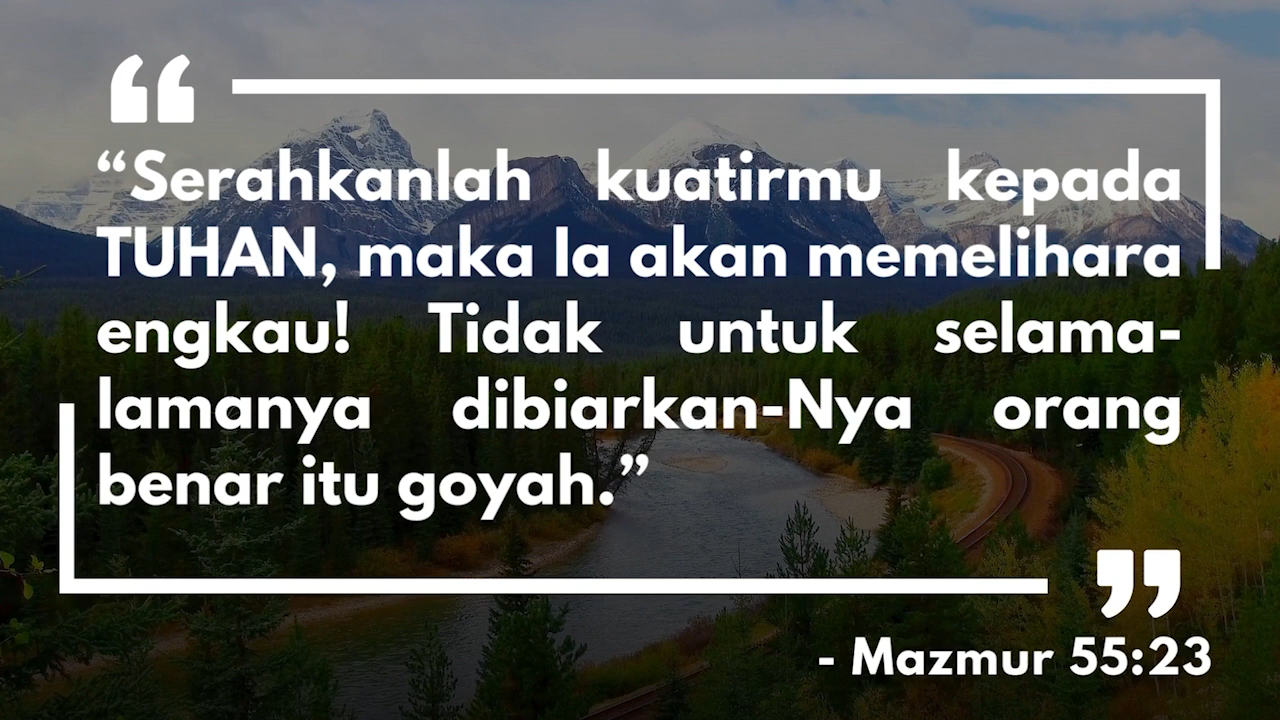 “Serahkanlah kuatirmu kepada
TUHAN, maka Ia akan memelihara
engkau! Tidak untuk selama-
lamanya dibiarkan-Nya orang
benar itu goyah.”
- Mazmur 55:23